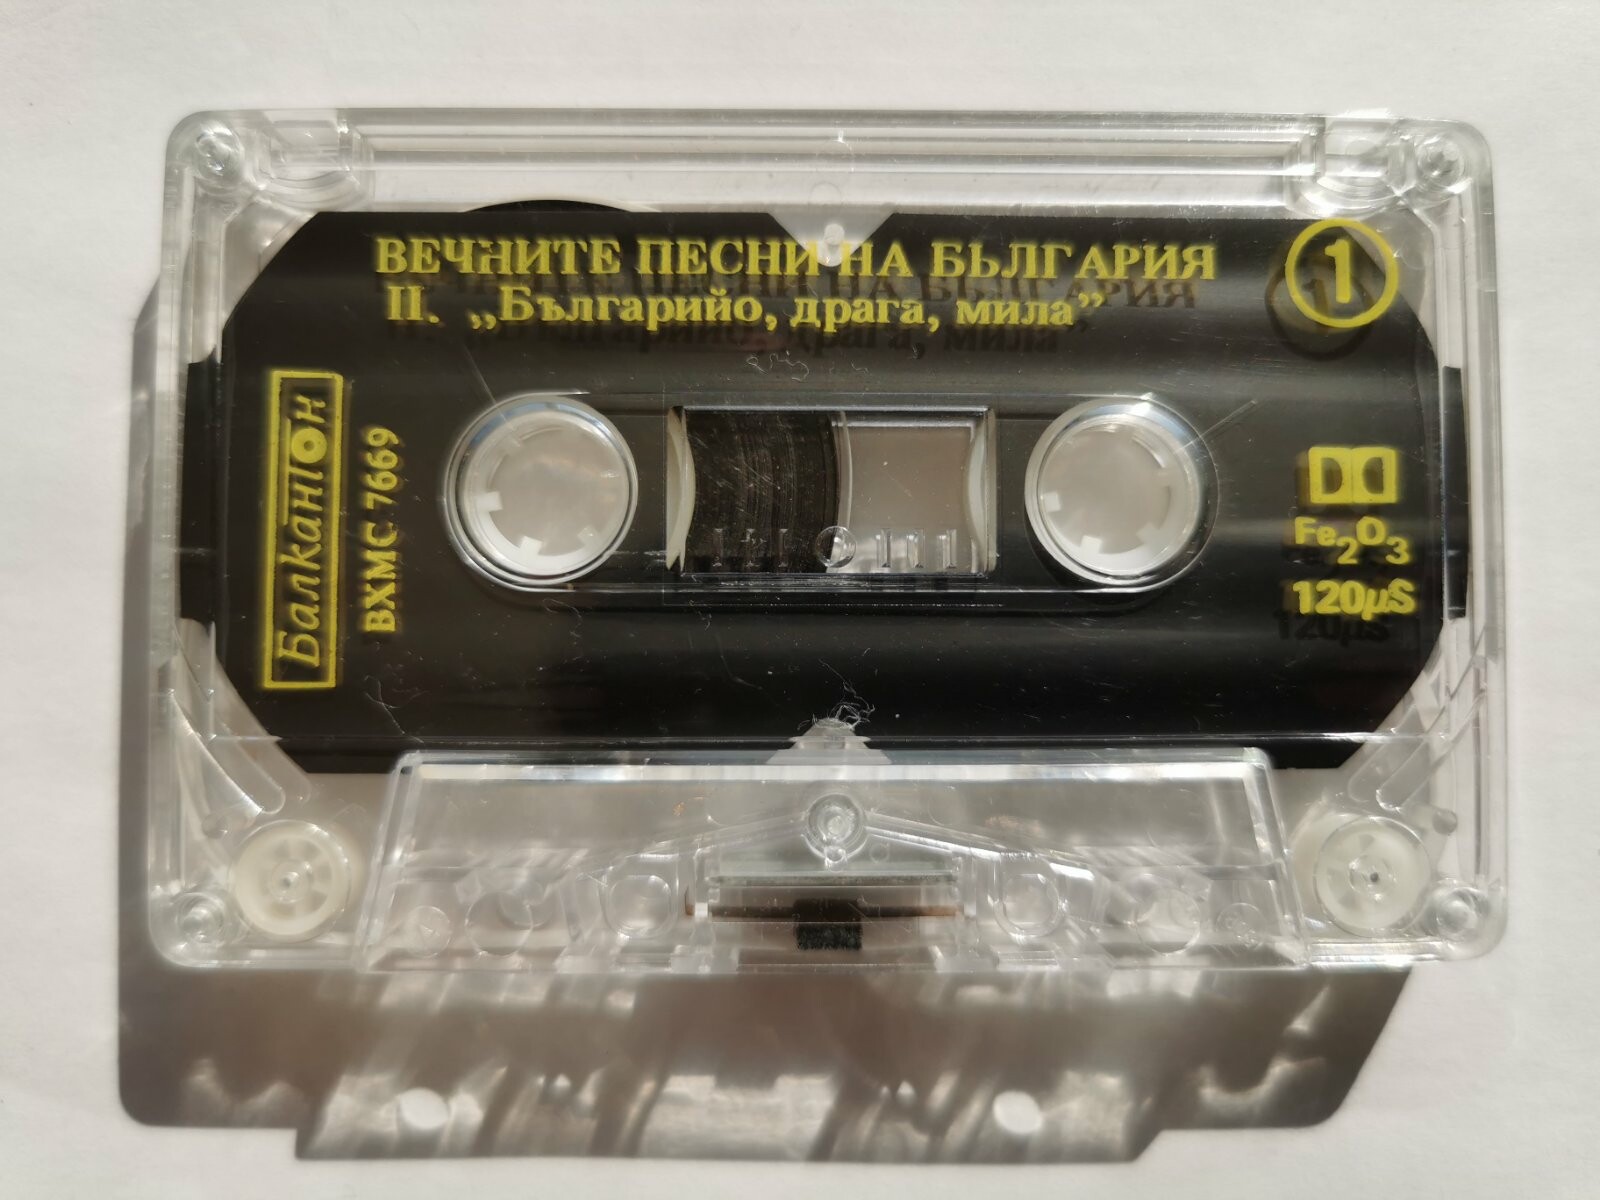 ВЕЧНИТЕ ПЕСНИ НА БЪЛГАРИЯ
II. „Българийо, драга, мила”
1
Балкантон
ВХМС 7669
Fe2O3
120μS